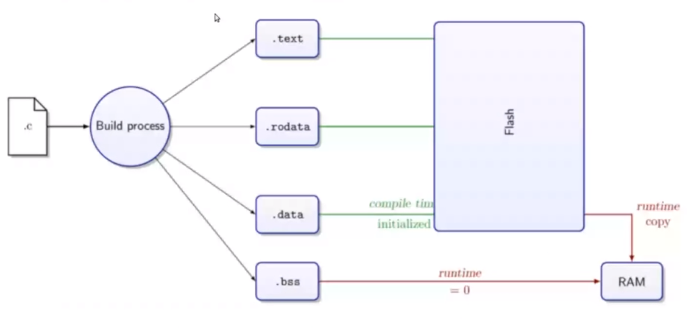 .text
.c
Build process
.rodata
Flash
.data
compile tim
initialized
runtime
copy
.bss
runtime
= 0
RAM